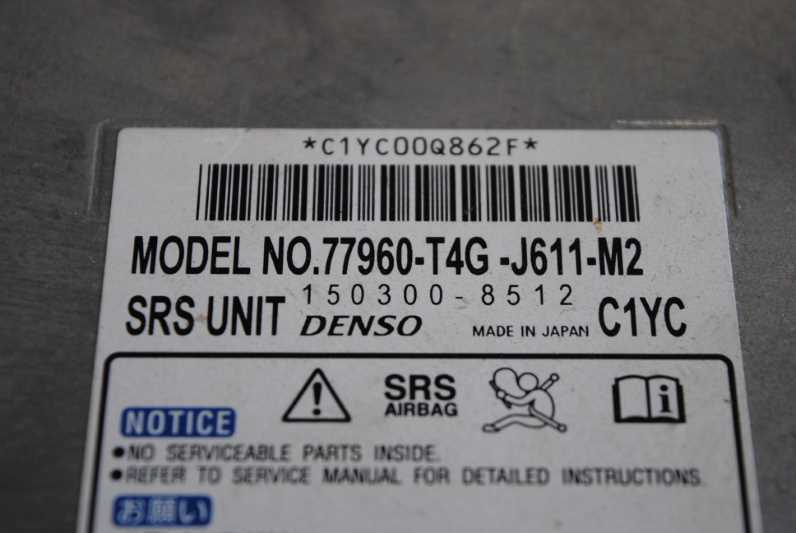 *C1YC00Q862F*
MODEL NO.77960-T4G -J611-M2
SRS UNIT 150300-8512 DENSO MADE IN JAPAN C1YC
SRS AIRBAG
NOTICE
●NO SERVICEABLE PARTS INSIDE.
●REFER TO SERVICE MANUAL FOR DETAILED INSTRUCTIONS.
お願い